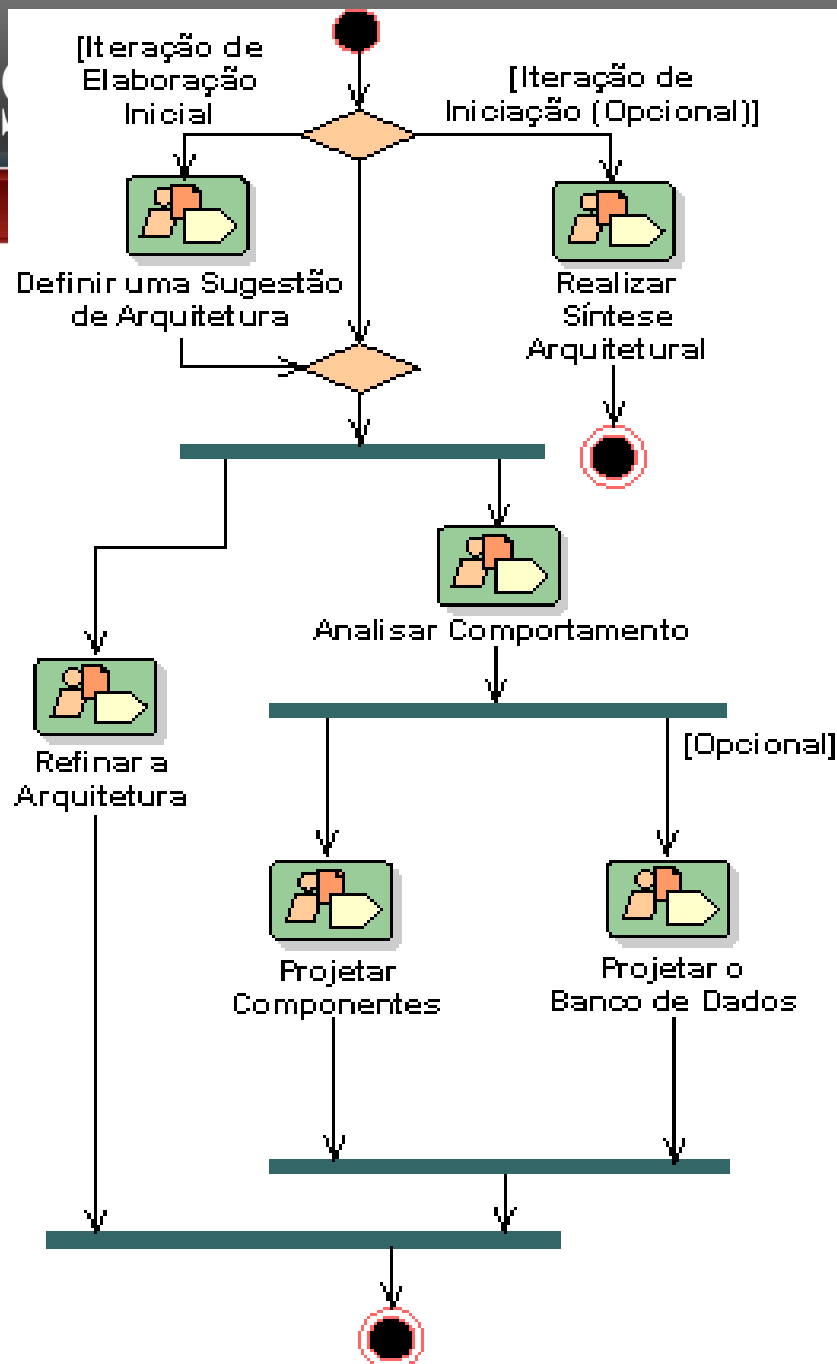 [Iteração de
Elaboração
Inicial
[Iteração de
Iniciação (Opcional)]
Definir uma Sugestão
de Arquitetura
Realizar
Síntese
Arquitetural
Analisar Comportamento
[Opcional]
Refinar a
Arquitetura
Projetar
Componentes
Projetar o
Banco de Dados